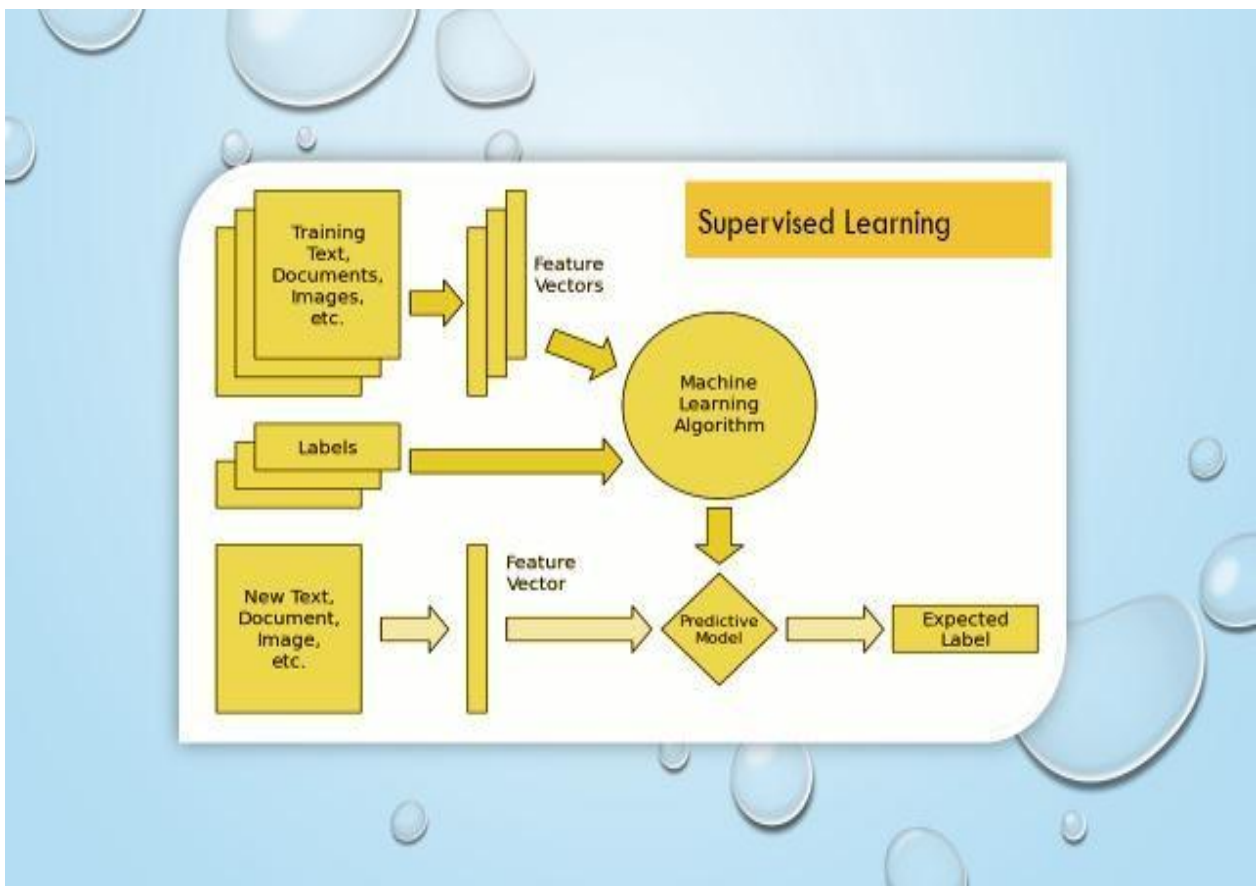 Supervised Learning
Training
Text,
Documents,
Images,
etc.
Feature
Vectors
Machine
Learning
Algorithm
Labels
New Text,
Document,
Image,
etc.
Feature
Vector
Predictive
Model
Expected
Label